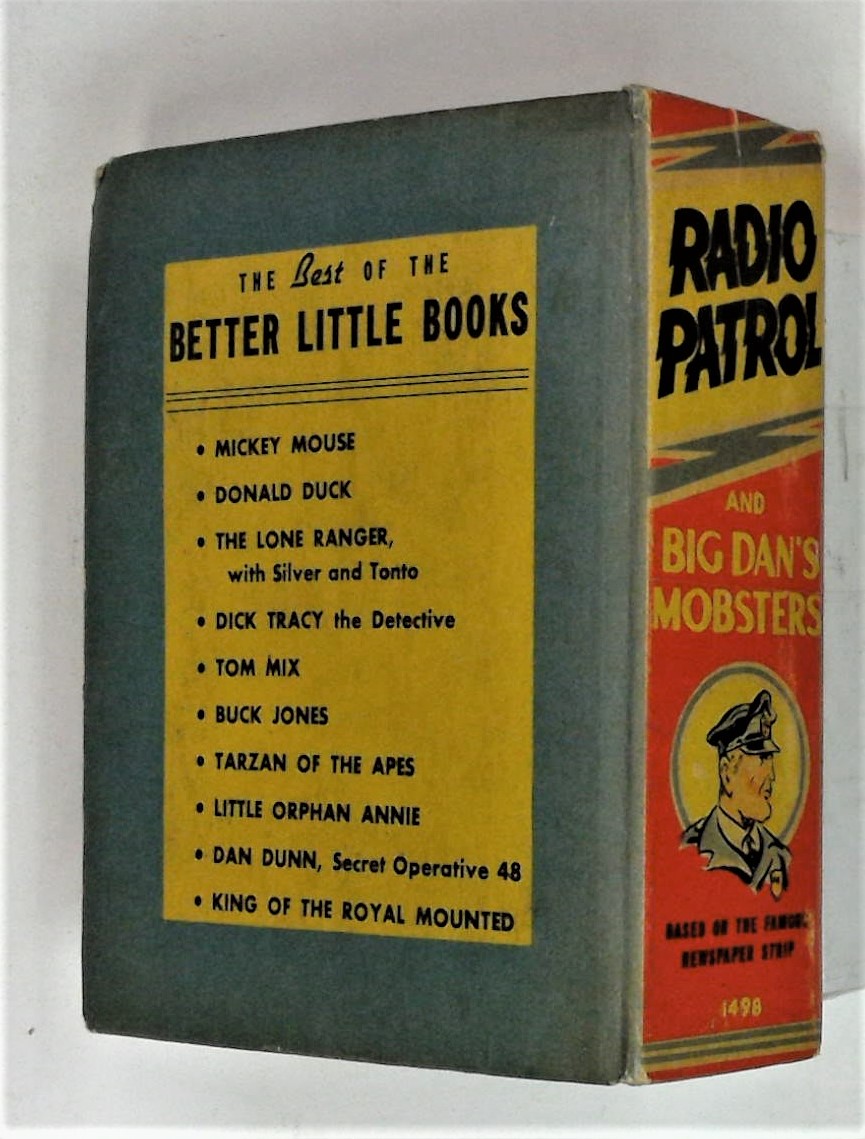 THE Best OF THE
BETTER LITTLE BOOKS
• MICKEY MOUSE
• DONALD DUCK
• THE LONE RANGER,
with Silver and Tonto
• DICK TRACY the Detective
• TOM MIX
• BUCK JONES
• TARZAN OF THE APES
• LITTLE ORPHAN ANNIE
• DAN DUNN, Secret Operative 48
• KING OF THE ROYAL MOUNTED
RADIO
PATROL
AND
BIG DAN'S
MOBSTERS
BASED ON THE FAMOUS
NEWSPAPER STRIP
1498